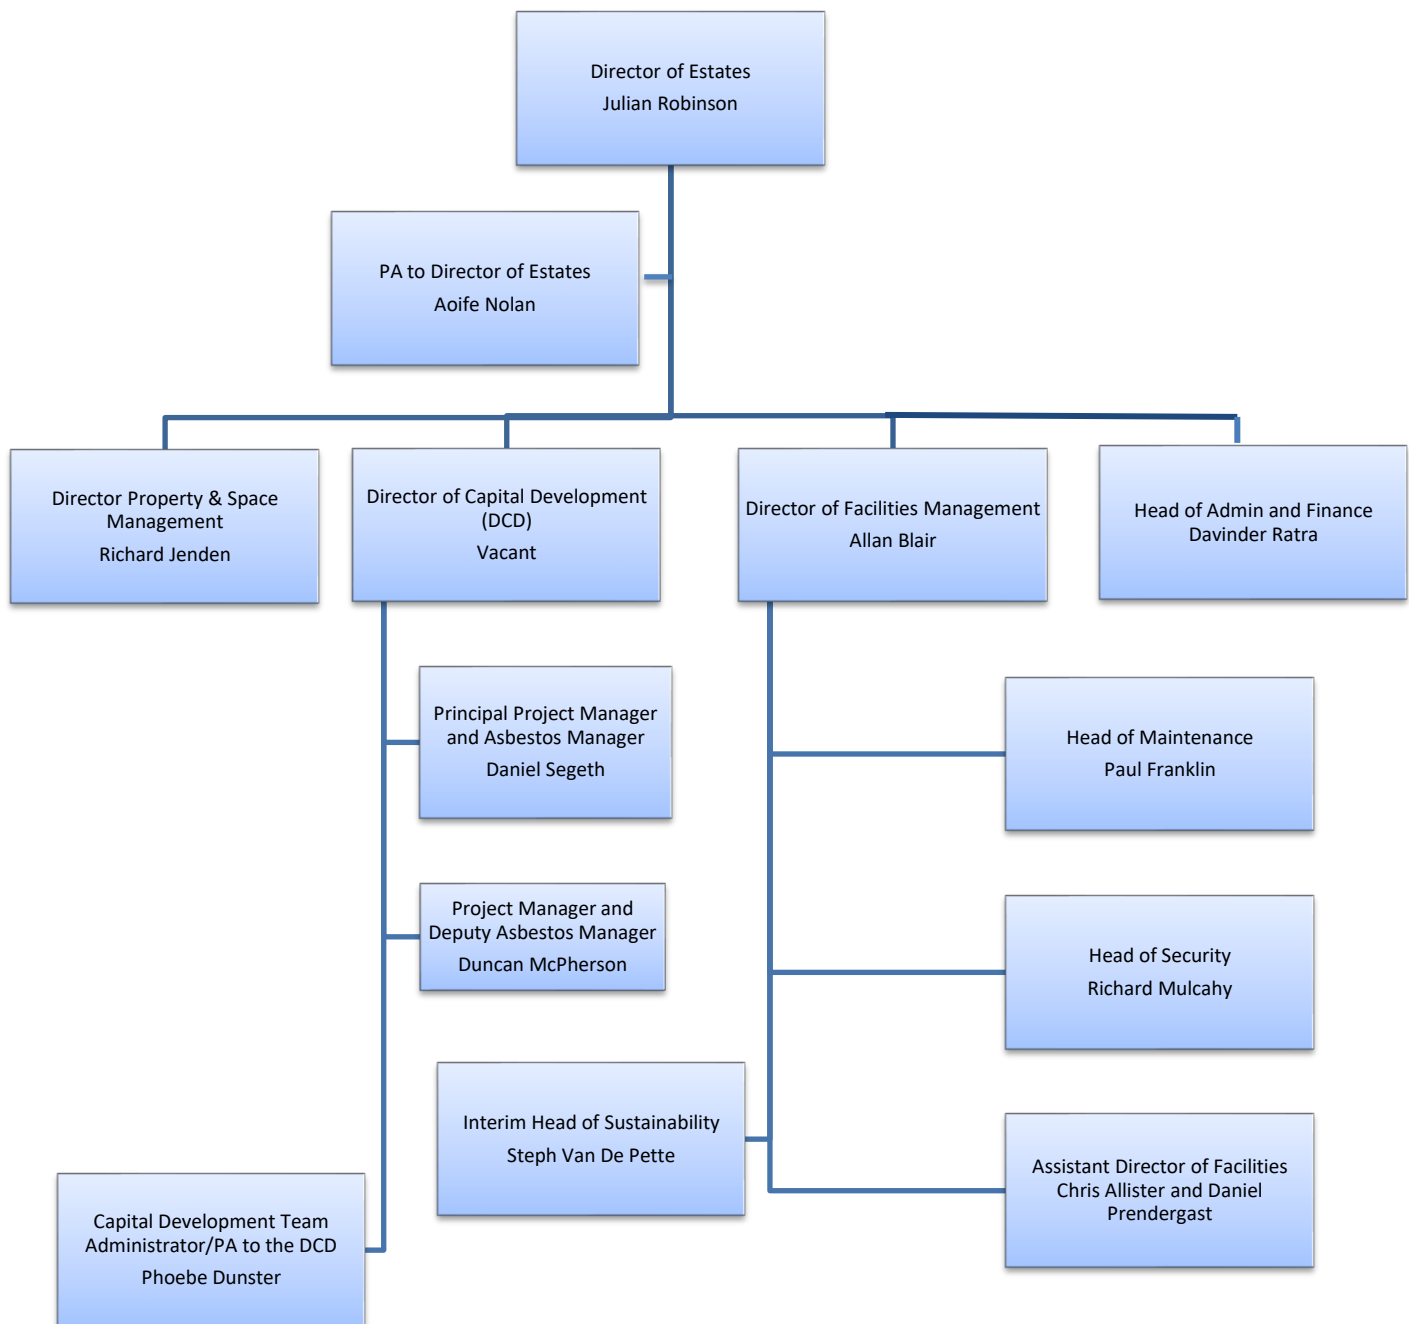 Director of Estates
Julian Robinson
PA to Director of Estates
Aoife Nolan
Director Property & Space
Management
Richard Jenden
Director of Capital Development
(DCD)
Vacant
Director of Facilities Management
Allan Blair
Head of Admin and Finance
Davinder Ratra
Principal Project Manager
and Asbestos Manager
Daniel Segeth
Head of Maintenance
Paul Franklin
Project Manager and
Deputy Asbestos Manager
Duncan McPherson
Head of Security
Richard Mulcahy
Interim Head of Sustainability
Steph Van De Pette
Assistant Director of Facilities
Chris Allister and Daniel
Prendergast
Capital Development Team
Administrator/PA to the DCD
Phoebe Dunster